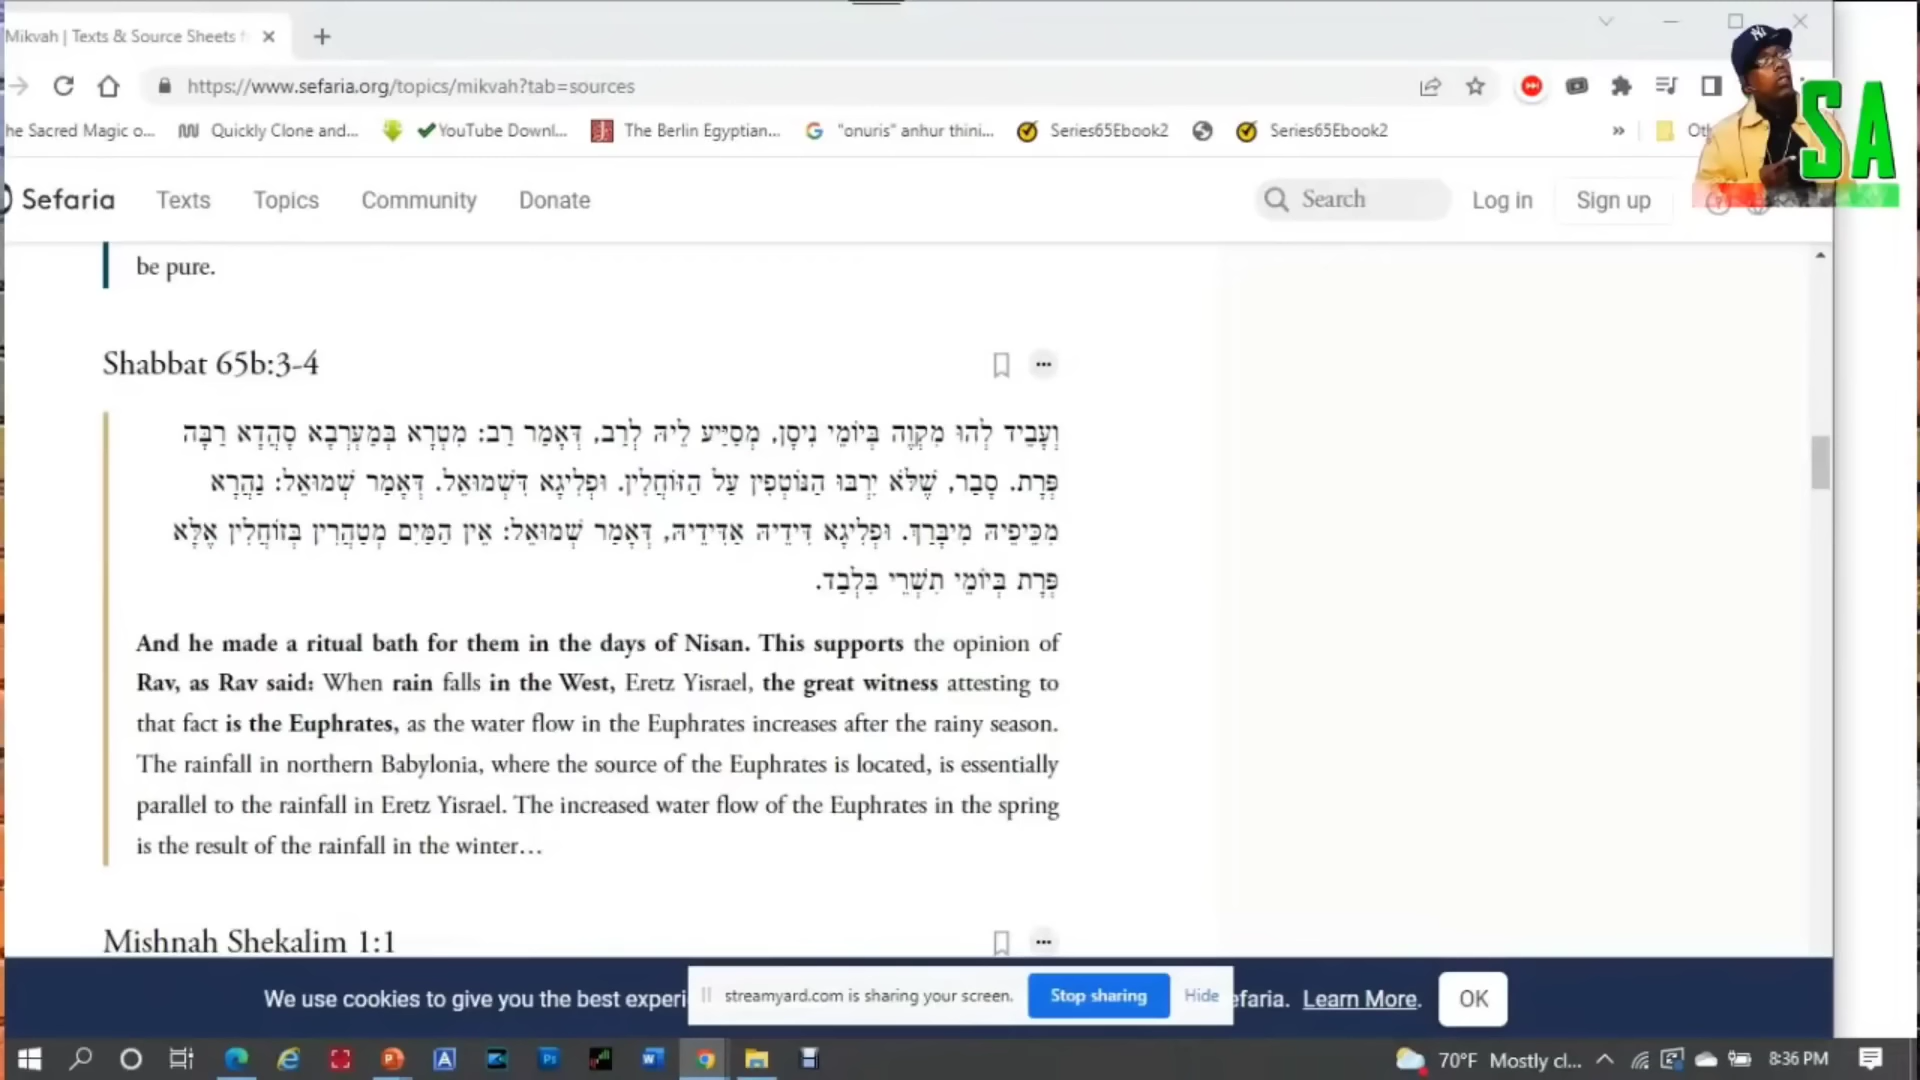 Mikvah | Texts & Source Sheets f
https://www.sefaria.org/topics/mikvah?tab=sources
he Sacred Magic o...
Quickly Clone and...
YouTube Downl...
The Berlin Egyptian...
"onuris" anhur thini...
Series65Ebook2
Series65Ebook2
»
SA
Sefaria
Texts
Topics
Community
Donate
Search
Log in
Sign up
be pure.
Shabbat 65b:3-4
וְעָבֵיד לְהוּ מִקְוֶה בְּיוֹמֵי נִיסָן, מְסַיַּיע לֵיהּ לְרַב, דְּאָמַר רַב: מִטְרָא בְּמַעְרְבָא סָהֲדָא רַבָּה
פְּרָת. סָבַר, שֶׁלֹּא יִרְבּוּ הַנּוֹטְפִין עַל הַזּוֹחֲלִין. וּפְלִיגָא דִּשְׁמוּאֵל. דְּאָמַר שְׁמוּאֵל: נַהֲרָא
מִכֵּיפֵיהּ מִיבָּרַךְ. וּפְלִיגָא דִּידֵיהּ אַדִּידֵיהּ, דְּאָמַר שְׁמוּאֵל: אֵין הַמַּיִם מְטַהֲרִין בְּזוֹחֲלִין אֶלָּא
פְּרָת בְּיוֹמֵי תִשְׁרֵי בִּלְבַד.
And he made a ritual bath for them in the days of Nisan. This supports the opinion of
Rav, as Rav said: When rain falls in the West, Eretz Yisrael, the great witness attesting to
that fact is the Euphrates, as the water flow in the Euphrates increases after the rainy season.
The rainfall in northern Babylonia, where the source of the Euphrates is located, is essentially
parallel to the rainfall in Eretz Yisrael. The increased water flow of the Euphrates in the spring
is the result of the rainfall in the winter…
Mishnah Shekalim 1:1
We use cookies to give you the best experi
streamyard.com is sharing your screen.
Stop sharing
Hide
efaria. Learn More.
OK
70°F Mostly cl...
8:36 PM